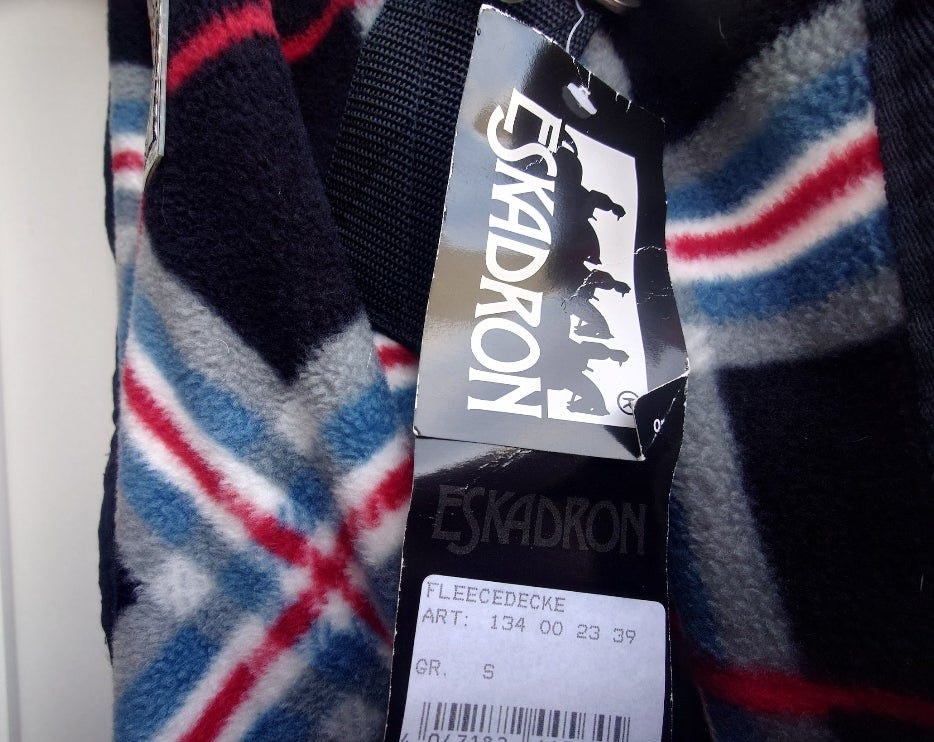 ESKADRON
®
ESKADRON
FLEECEDECKE
ART: 134 00 23 39
GR. S